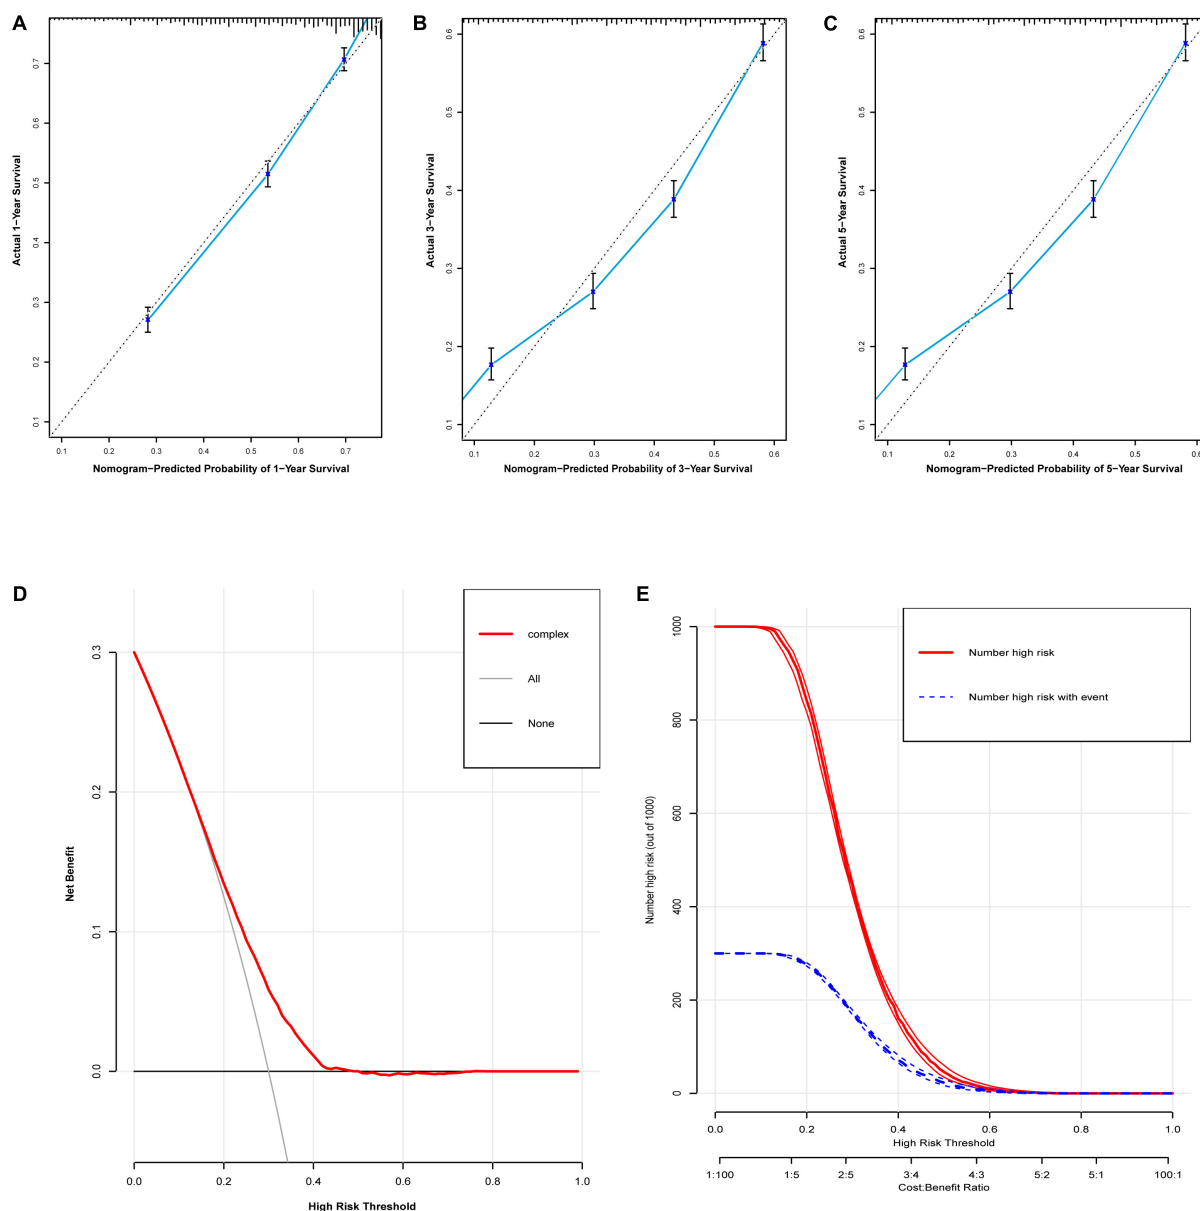 A
B
C
0.7
0.6
0.5
0.4
0.3
0.2
0.1
Actual 1−Year Survival
0.1 0.2 0.3 0.4 0.5 0.6 0.7
Nomogram−Predicted Probability of 1−Year Survival
0.6
0.5
0.4
0.3
0.2
0.1
Actual 3−Year Survival
0.1 0.2 0.3 0.4 0.5 0.6
Nomogram−Predicted Probability of 3−Year Survival
0.6
0.5
0.4
0.3
0.2
0.1
Actual 5−Year Survival
0.1 0.2 0.3 0.4 0.5 0.6
Nomogram−Predicted Probability of 5−Year Survival
D
complex
All
None
0.3
0.2
0.1
0.0
Net Benefit
0.0 0.2 0.4 0.6 0.8 1.0
High Risk Threshold
E
Number high risk
Number high risk with event
1000
800
600
400
200
0
Number high risk (out of 1000)
0.0 0.2 0.4 0.6 0.8 1.0
High Risk Threshold
1:100 1:5 2:5 3:4 4:3 5:2 5:1 100:1
Cost:Benefit Ratio